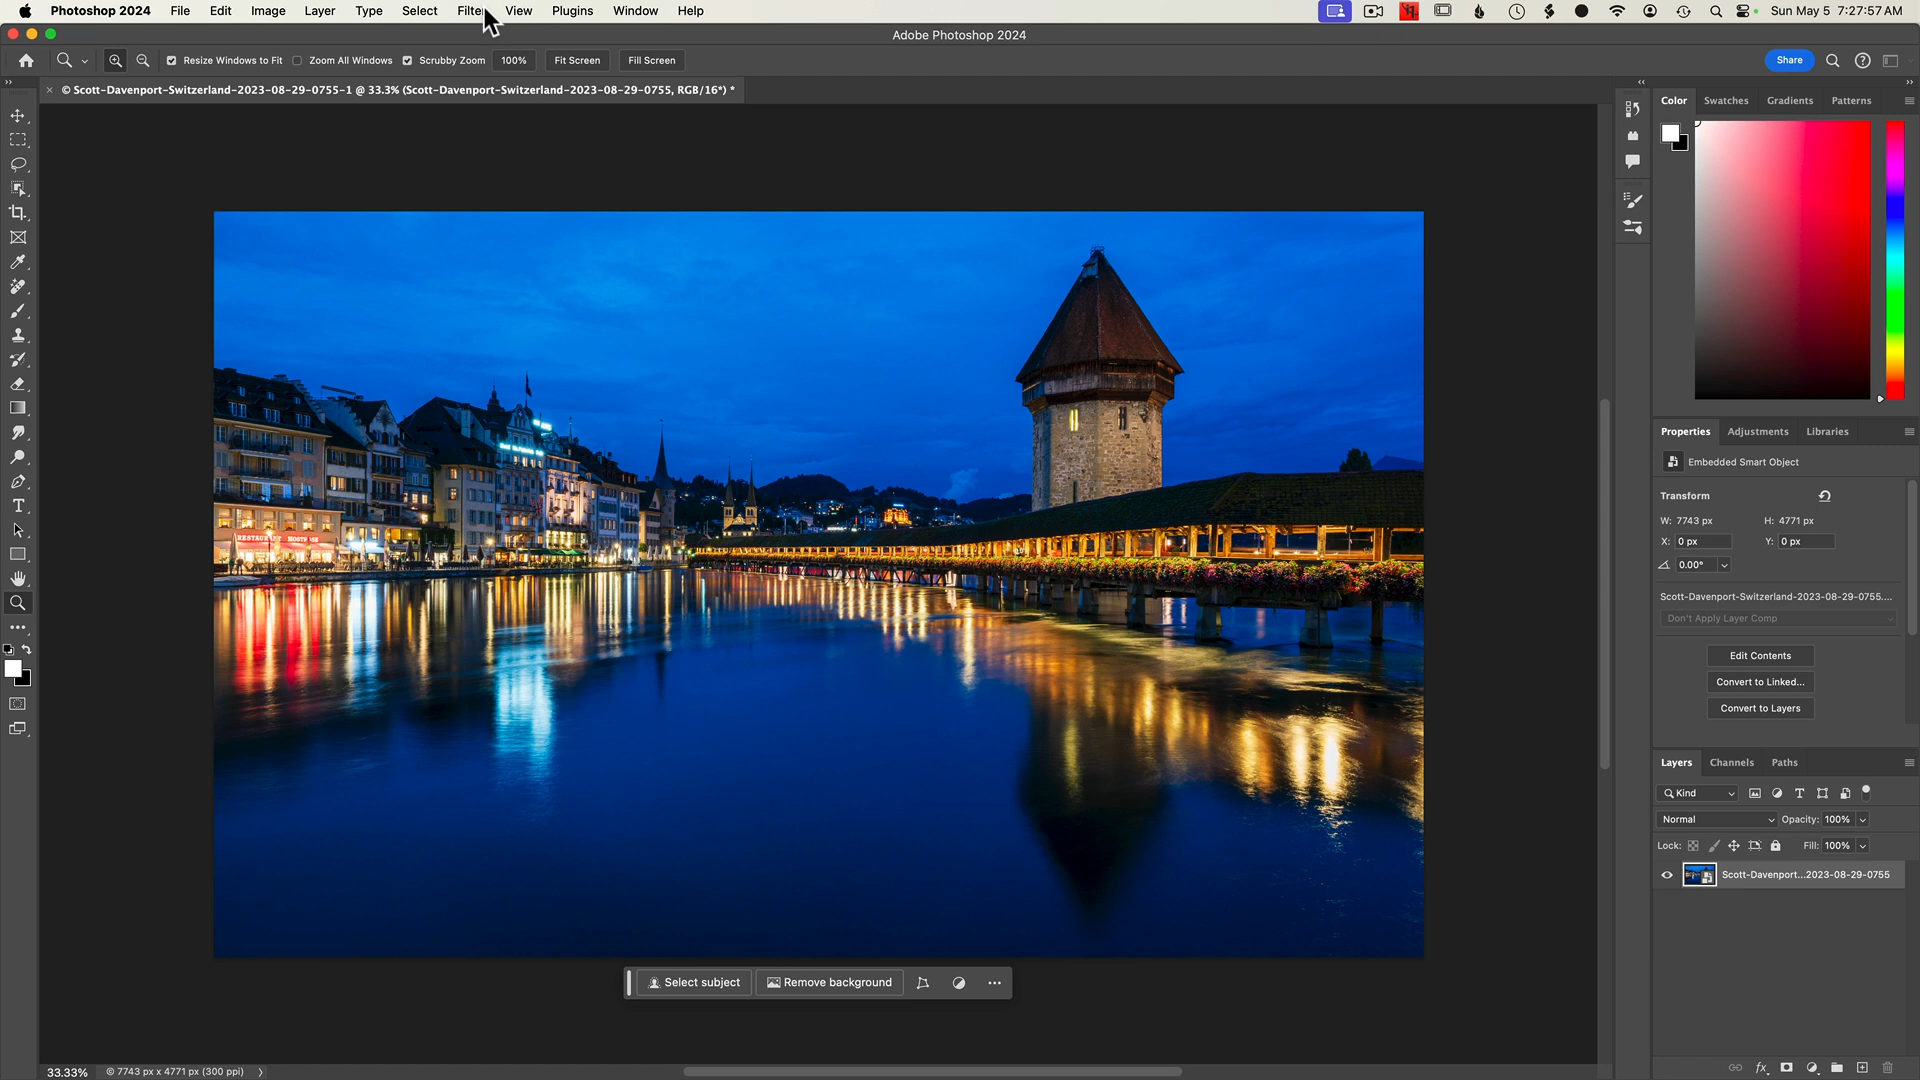 Photoshop 2024 File Edit Image Layer Type Select Filter View Plugins Window Help
Sun May 5 7:27:57 AM
Adobe Photoshop 2024
Resize Windows to Fit Zoom All Windows Scrubby Zoom 100% Fit Screen Fill Screen
Share
© Scott-Davenport-Switzerland-2023-08-29-0755-1 @ 33.3% (Scott-Davenport-Switzerland-2023-08-29-0755, RGB/16*) *
Color Swatches Gradients Patterns
Properties Adjustments Libraries
Embedded Smart Object
Transform
W: 7743 px H: 4771 px
X: 0 px Y: 0 px
0.00°
Scott-Davenport-Switzerland-2023-08-29-0755....
Don't Apply Layer Comp
Edit Contents
Convert to Linked...
Convert to Layers
Layers Channels Paths
Kind
Normal Opacity: 100%
Lock: Fill: 100%
Scott-Davenport...2023-08-29-0755
fx
RESTAURANT
Select subject Remove background
33.33% © 7743 px x 4771 px (300 ppi)